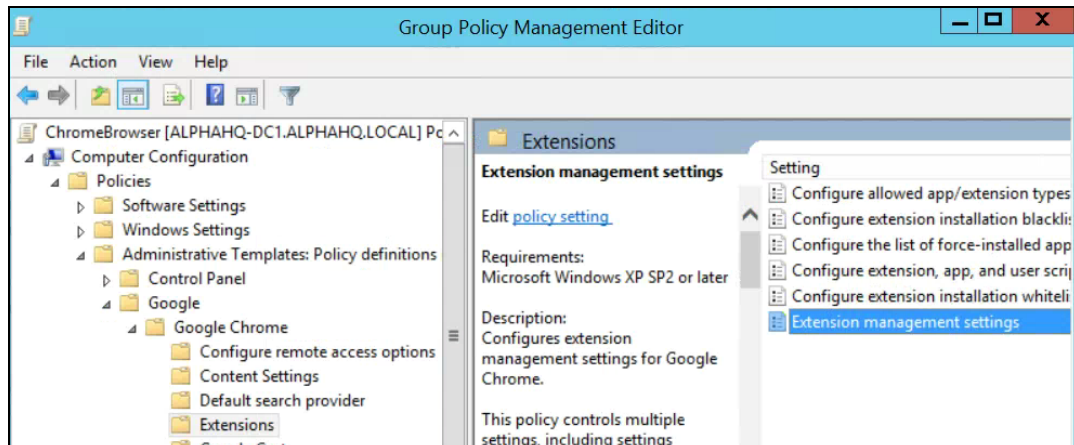 Group Policy Management Editor
File Action View Help
ChromeBrowser [ALPHAHQ-DC1.ALPHAHQ.LOCAL]
Computer Configuration
Policies
Software Settings
Windows Settings
Administrative Templates: Policy definitions
Control Panel
Google
Google Chrome
Configure remote access options
Content Settings
Default search provider
Extensions
Extensions
Extension management settings
Edit policy setting
Requirements:
Microsoft Windows XP SP2 or later
Description:
Configures extension
management settings for Google
Chrome.
This policy controls multiple
settings, including settings
Setting
Configure allowed app/extension types
Configure extension installation
Configure the list of force-installed app
Configure extension, app, and user
Configure extension installation
Extension management settings